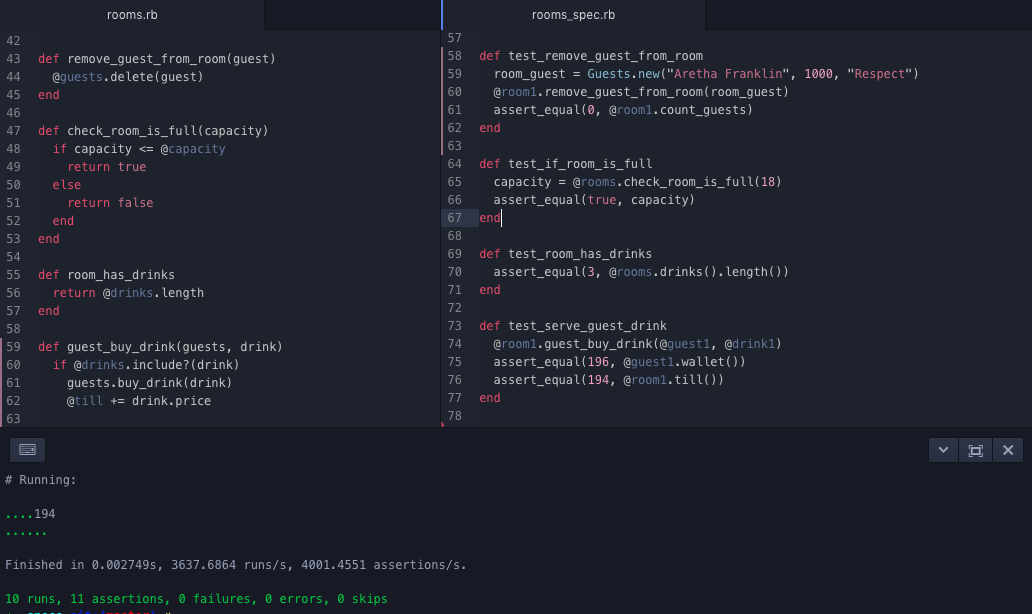 rooms.rb
42
43 def remove_guest_from_room(guest)
44 @guests.delete(guest)
45 end
46
47 def check_room_is_full(capacity)
48 if capacity <= @capacity
49 return true
50 else
51 return false
52 end
53 end
54
55 def room_has_drinks
56 return @drinks.length
57 end
58
59 def guest_buy_drink(guests, drink)
60 if @drinks.include?(drink)
61 guests.buy_drink(drink)
62 @till += drink.price
63
rooms_spec.rb
57
58 def test_remove_guest_from_room
59 room_guest = Guests.new("Aretha Franklin", 1000, "Respect")
60 @room1.remove_guest_from_room(room_guest)
61 assert_equal(0, @room1.count_guests)
62 end
63
64 def test_if_room_is_full
65 capacity = @rooms.check_room_is_full(18)
66 assert_equal(true, capacity)
67 end
68
69 def test_room_has_drinks
70 assert_equal(3, @rooms.drinks().length())
71 end
72
73 def test_serve_guest_drink
74 @room1.guest_buy_drink(@guest1, @drink1)
75 assert_equal(196, @guest1.wallet())
76 assert_equal(194, @room1.till())
77 end
78
# Running:
....194
......
Finished in 0.002749s, 3637.6864 runs/s, 4001.4551 assertions/s.
10 runs, 11 assertions, 0 failures, 0 errors, 0 skips